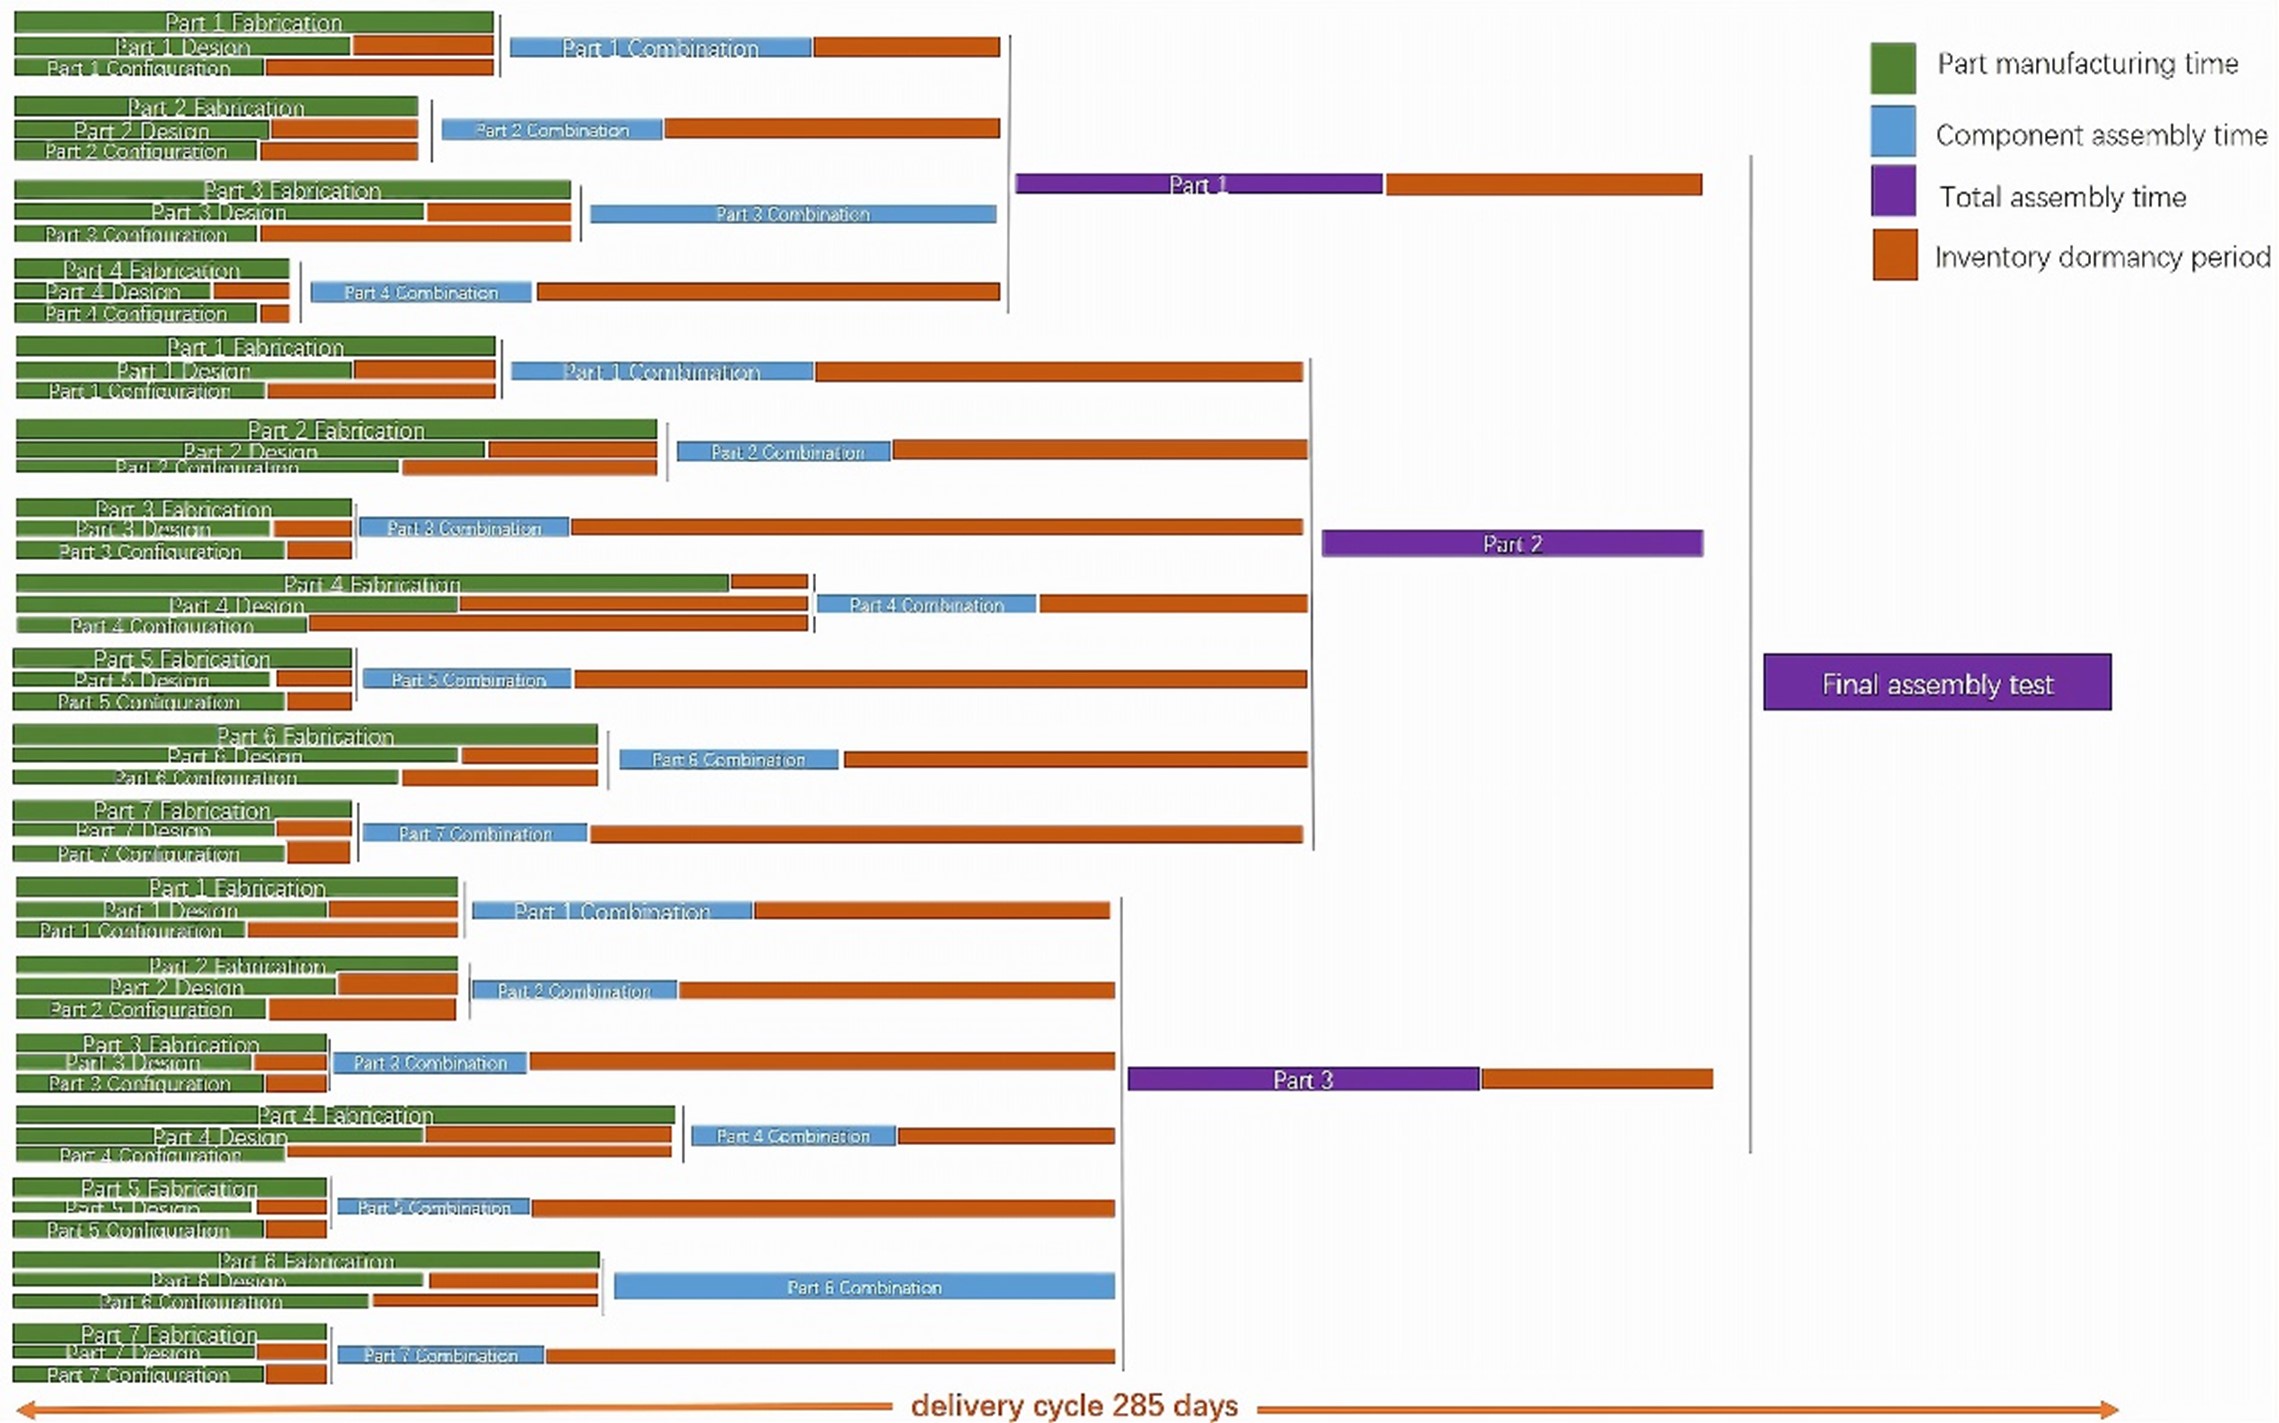 Part 1 Fabrication
Part 1 Design
Part 1 Configuration
Part 1 Combination
Part 2 Fabrication
Part 2 Design
Part 2 Configuration
Part 2 Combination
Part 3 Fabrication
Part 3 Design
Part 3 Configuration
Part 3 Combination
Part 4 Fabrication
Part 4 Design
Part 4 Configuration
Part 4 Combination
Part 1
Part 1 Fabrication
Part 1 Design
Part 1 Configuration
Part 1 Combination
Part 2 Fabrication
Part 2 Design
Part 2 Configuration
Part 2 Combination
Part 3 Fabrication
Part 3 Design
Part 3 Configuration
Part 3 Combination
Part 4 Fabrication
Part 4 Design
Part 4 Configuration
Part 4 Combination
Part 5 Fabrication
Part 5 Design
Part 5 Configuration
Part 5 Combination
Part 6 Fabrication
Part 6 Design
Part 6 Configuration
Part 6 Combination
Part 7 Fabrication
Part 7 Design
Part 7 Configuration
Part 7 Combination
Part 2
Part 1 Fabrication
Part 1 Design
Part 1 Configuration
Part 1 Combination
Part 2 Fabrication
Part 2 Design
Part 2 Configuration
Part 2 Combination
Part 3 Fabrication
Part 3 Design
Part 3 Configuration
Part 3 Combination
Part 4 Fabrication
Part 4 Design
Part 4 Configuration
Part 4 Combination
Part 5 Fabrication
Part 5 Design
Part 5 Configuration
Part 5 Combination
Part 6 Fabrication
Part 6 Design
Part 6 Configuration
Part 6 Combination
Part 7 Fabrication
Part 7 Design
Part 7 Configuration
Part 7 Combination
Part 3
Final assembly test
Part manufacturing time
Component assembly time
Total assembly time
Inventory dormancy period
delivery cycle 285 days